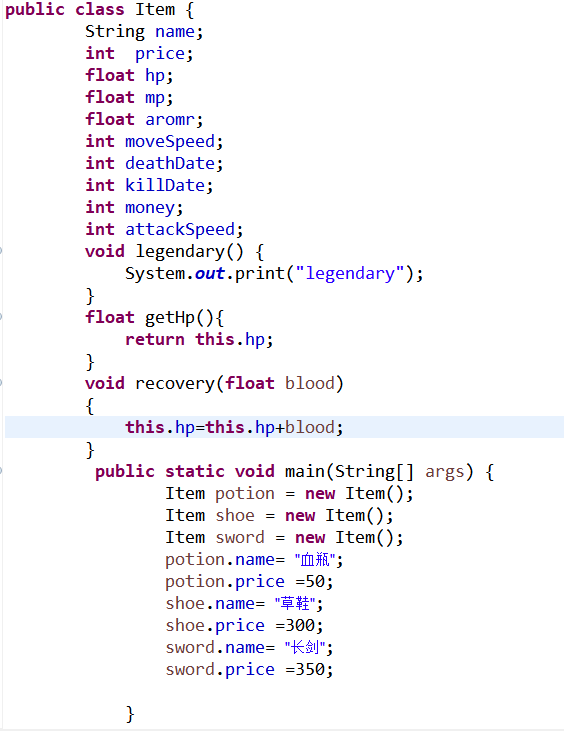 public class Item {
String name;
int  price;
float hp;
float mp;
float aromr;
int moveSpeed;
int deathDate;
int killDate;
int money;
int attackSpeed;
void legendary() {
System.out.print("legendary");
}
float getHp(){
return this.hp;
}
void recovery(float blood)
{
this.hp=this.hp+blood;
}
public static void main(String[] args) {
Item potion = new Item();
Item shoe = new Item();
Item sword = new Item();
potion.name= "血瓶";
potion.price =50;
shoe.name= "草鞋";
shoe.price =300;
sword.name= "长剑";
sword.price =350;
}